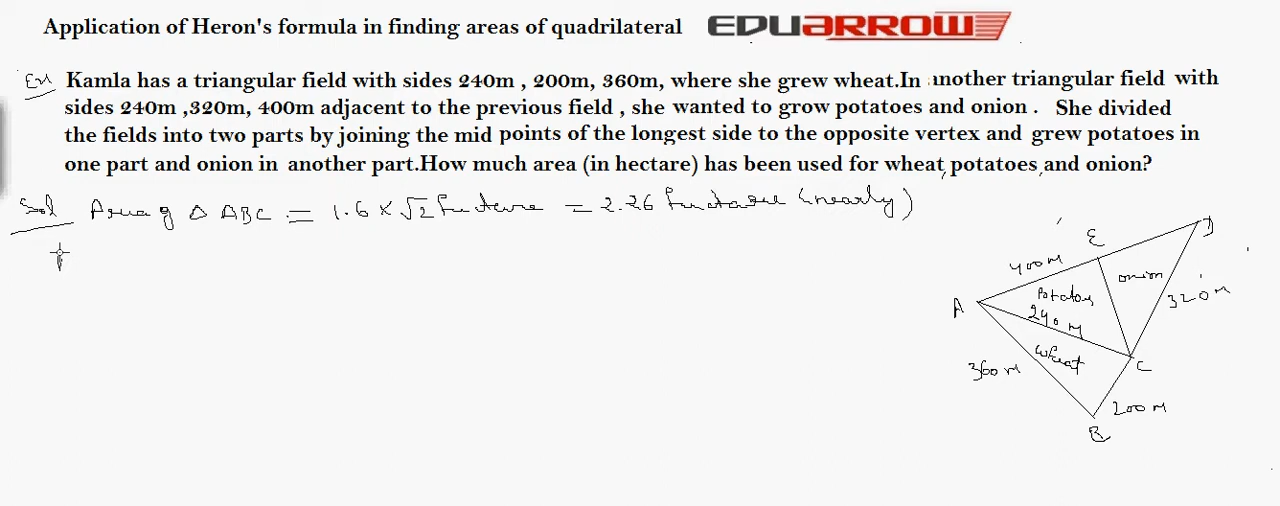 Application of Heron's formula in finding areas of quadrilateral EDUARROW
Ex Kamla has a triangular field with sides 240m , 200m, 360m, where she grew wheat.In another triangular field with
sides 240m ,320m, 400m adjacent to the previous field , she wanted to grow potatoes and onion . She divided
the fields into two parts by joining the mid points of the longest side to the opposite vertex and grew potatoes in
one part and onion in another part.How much area (in hectare) has been used for wheat, potatoes, and onion?
Sol Area of Δ ABC = 1.6 × √2 hectare = 2.26 hectare (nearly)
D
E
400 M
onion
Potatoes
320 M
A
240 M
wheat
C
360 M
200 M
B